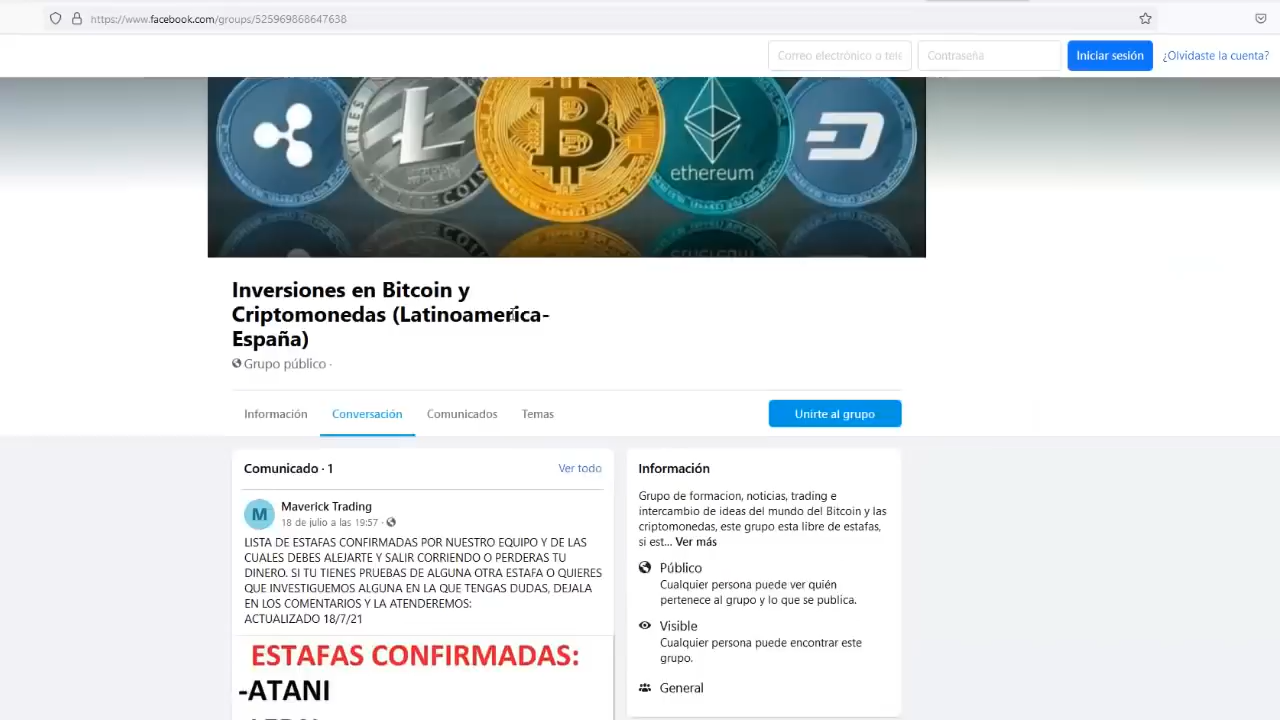 https://www.facebook.com/groups/525969868647638
Correo electrónico o telé
Contraseña
Iniciar sesión
¿Olvidaste la cuenta?
ethereum
Inversiones en Bitcoin y
Criptomonedas (Latinoamerica-
España)
Grupo público ·
Información
Conversación
Comunicados
Temas
Unirte al grupo
Comunicado · 1
Ver todo
M
Maverick Trading
18 de julio a las 19:57 ·
LISTA DE ESTAFAS CONFIRMADAS POR NUESTRO EQUIPO Y DE LAS
CUALES DEBES ALEJARTE Y SALIR CORRIENDO O PERDERAS TU
DINERO. SI TU TIENES PRUEBAS DE ALGUNA OTRA ESTAFA O QUIERES
QUE INVESTIGUEMOS ALGUNA EN LA QUE TENGAS DUDAS, DEJALA
EN LOS COMENTARIOS Y LA ATENDEREMOS:
ACTUALIZADO 18/7/21
ESTAFAS CONFIRMADAS:
-ATANI
Información
Grupo de formacion, noticias, trading e
intercambio de ideas del mundo del Bitcoin y las
criptomonedas, este grupo esta libre de estafas,
si est... Ver más
Público
Cualquier persona puede ver quién
pertenece al grupo y lo que se publica.
Visible
Cualquier persona puede encontrar este
grupo.
General